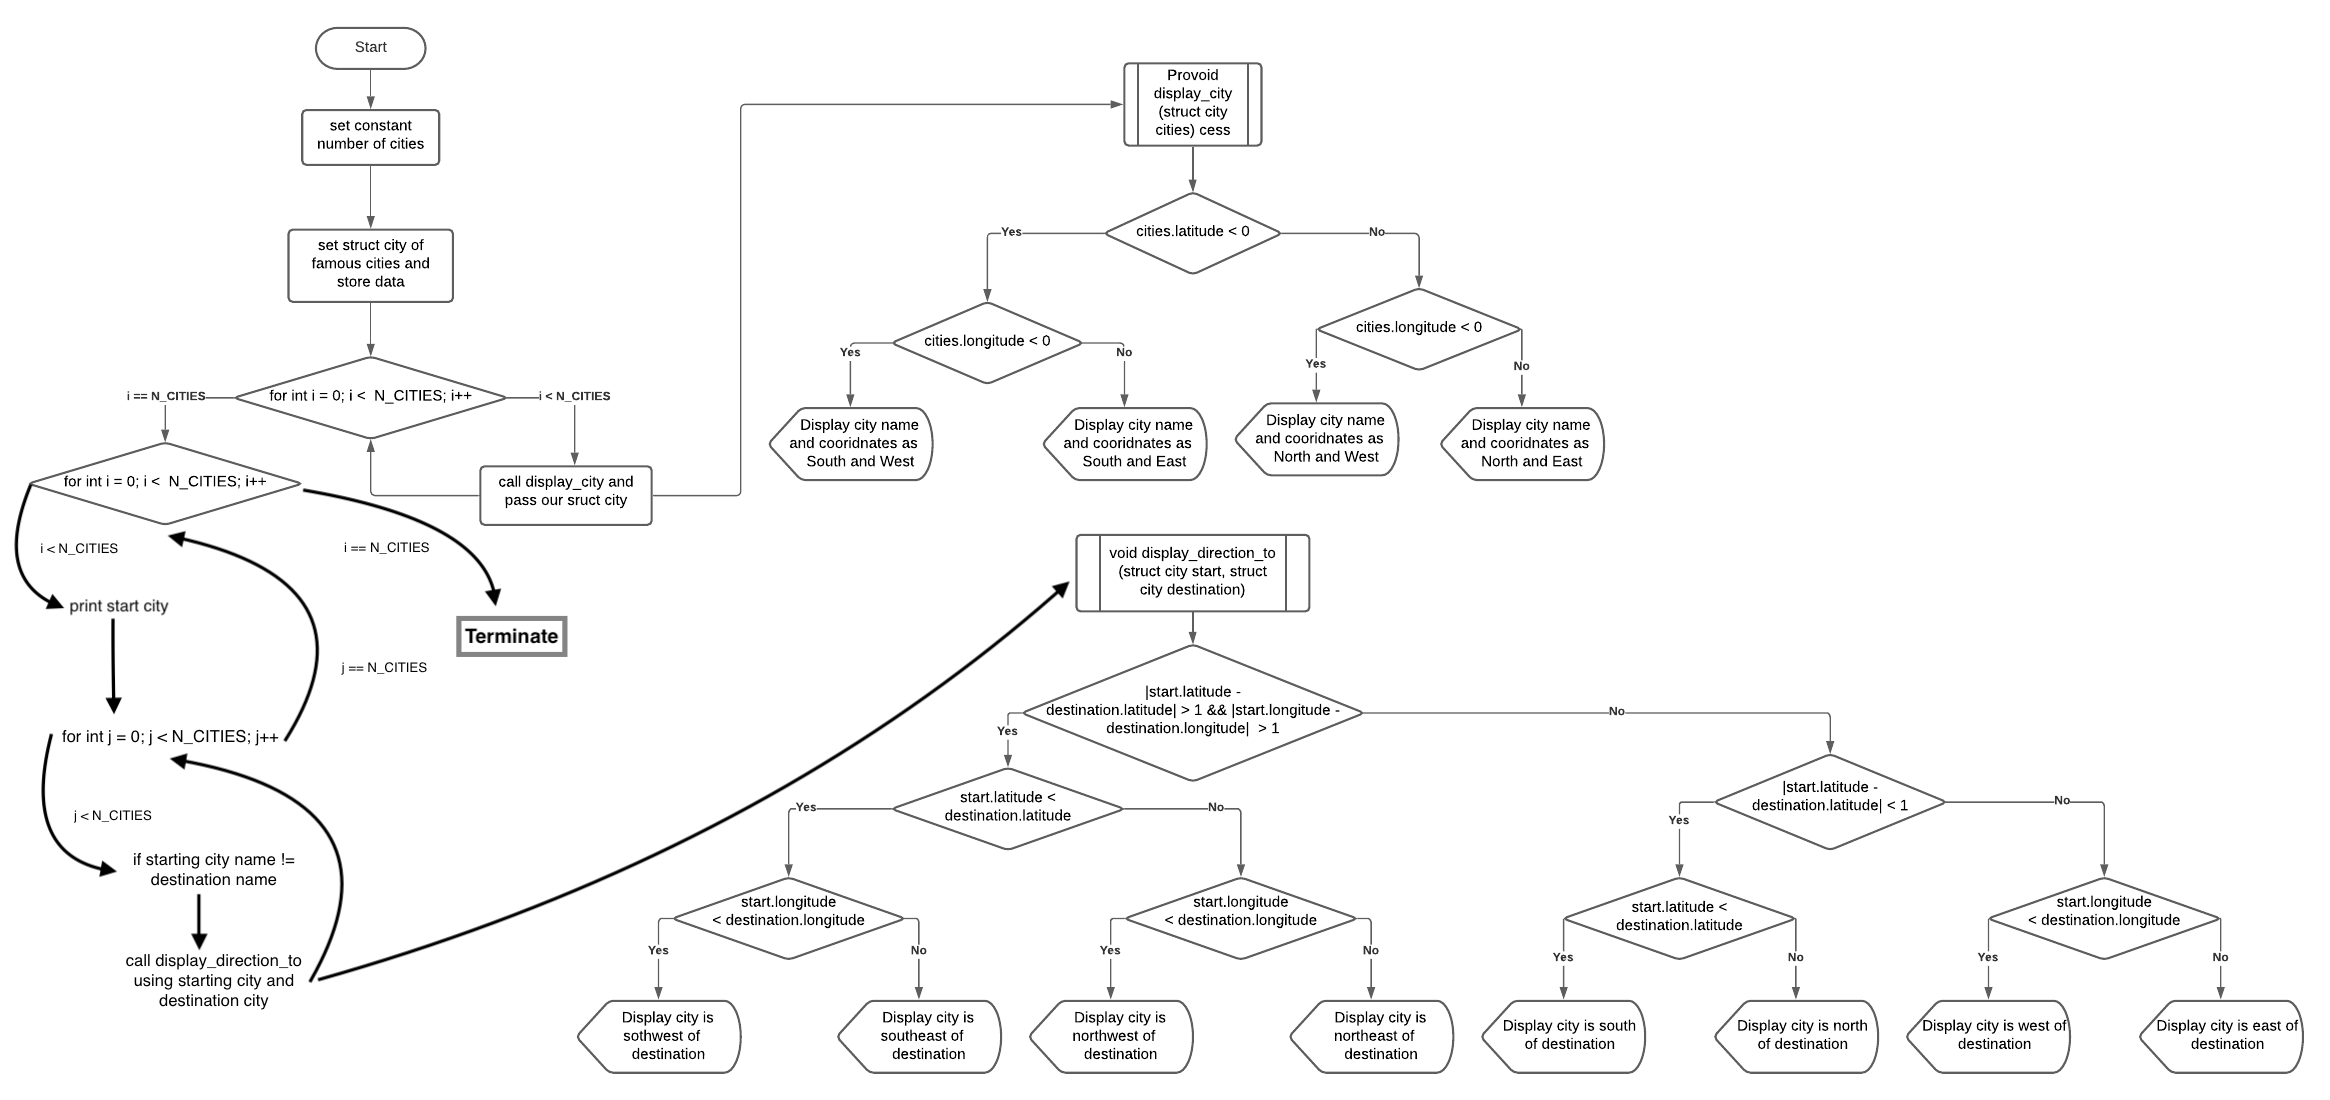 Start
set constant
number of cities
set struct city of
famous cities and
store data
i == N_CITIES
for int i = 0; i <  N_CITIES; i++
i < N_CITIES
for int i = 0; i <  N_CITIES; i++
call display_city and
pass our sruct city
i < N_CITIES
i == N_CITIES
print start city
Terminate
j == N_CITIES
for int j = 0; j < N_CITIES; j++
j < N_CITIES
if starting city name !=
destination name
call display_direction_to
using starting city and
destination city
Provoid
display_city
(struct city
cities) cess
Yes
cities.latitude < 0
No
cities.longitude < 0
Yes
No
cities.longitude < 0
Yes
No
Display city name
and cooridnates as
South and West
Display city name
and cooridnates as
South and East
Display city name
and cooridnates as
North and West
Display city name
and cooridnates as
North and East
void display_direction_to
(struct city start, struct
city destination)
|start.latitude -
destination.latitude| > 1 && |start.longitude -
destination.longitude|  > 1
Yes
No
start.latitude <
destination.latitude
Yes
No
|start.latitude -
destination.latitude| < 1
Yes
No
start.longitude
< destination.longitude
Yes
No
start.longitude
< destination.longitude
Yes
No
start.latitude <
destination.latitude
Yes
No
start.longitude
< destination.longitude
Yes
No
Display city is
sothwest of
destination
Display city is
southeast of
destination
Display city is
northwest of
destination
Display city is
northeast of
destination
Display city is south
of destination
Display city is north
of destination
Display city is west of
destination
Display city is east of
destination